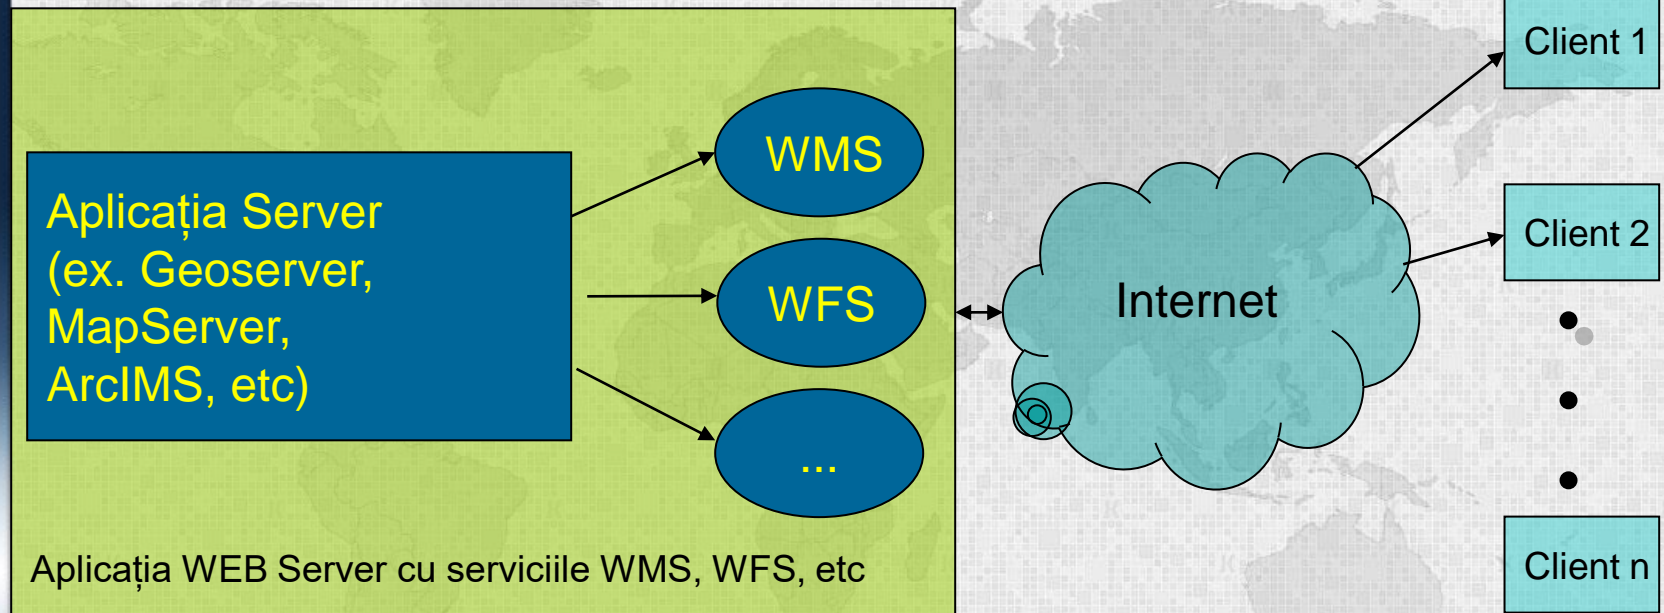 Aplicația Server
(ex. Geoserver,
MapServer,
ArcIMS, etc)
WMS
WFS
...
Aplicația WEB Server cu serviciile WMS, WFS, etc
Internet
Client 1
Client 2
Client n